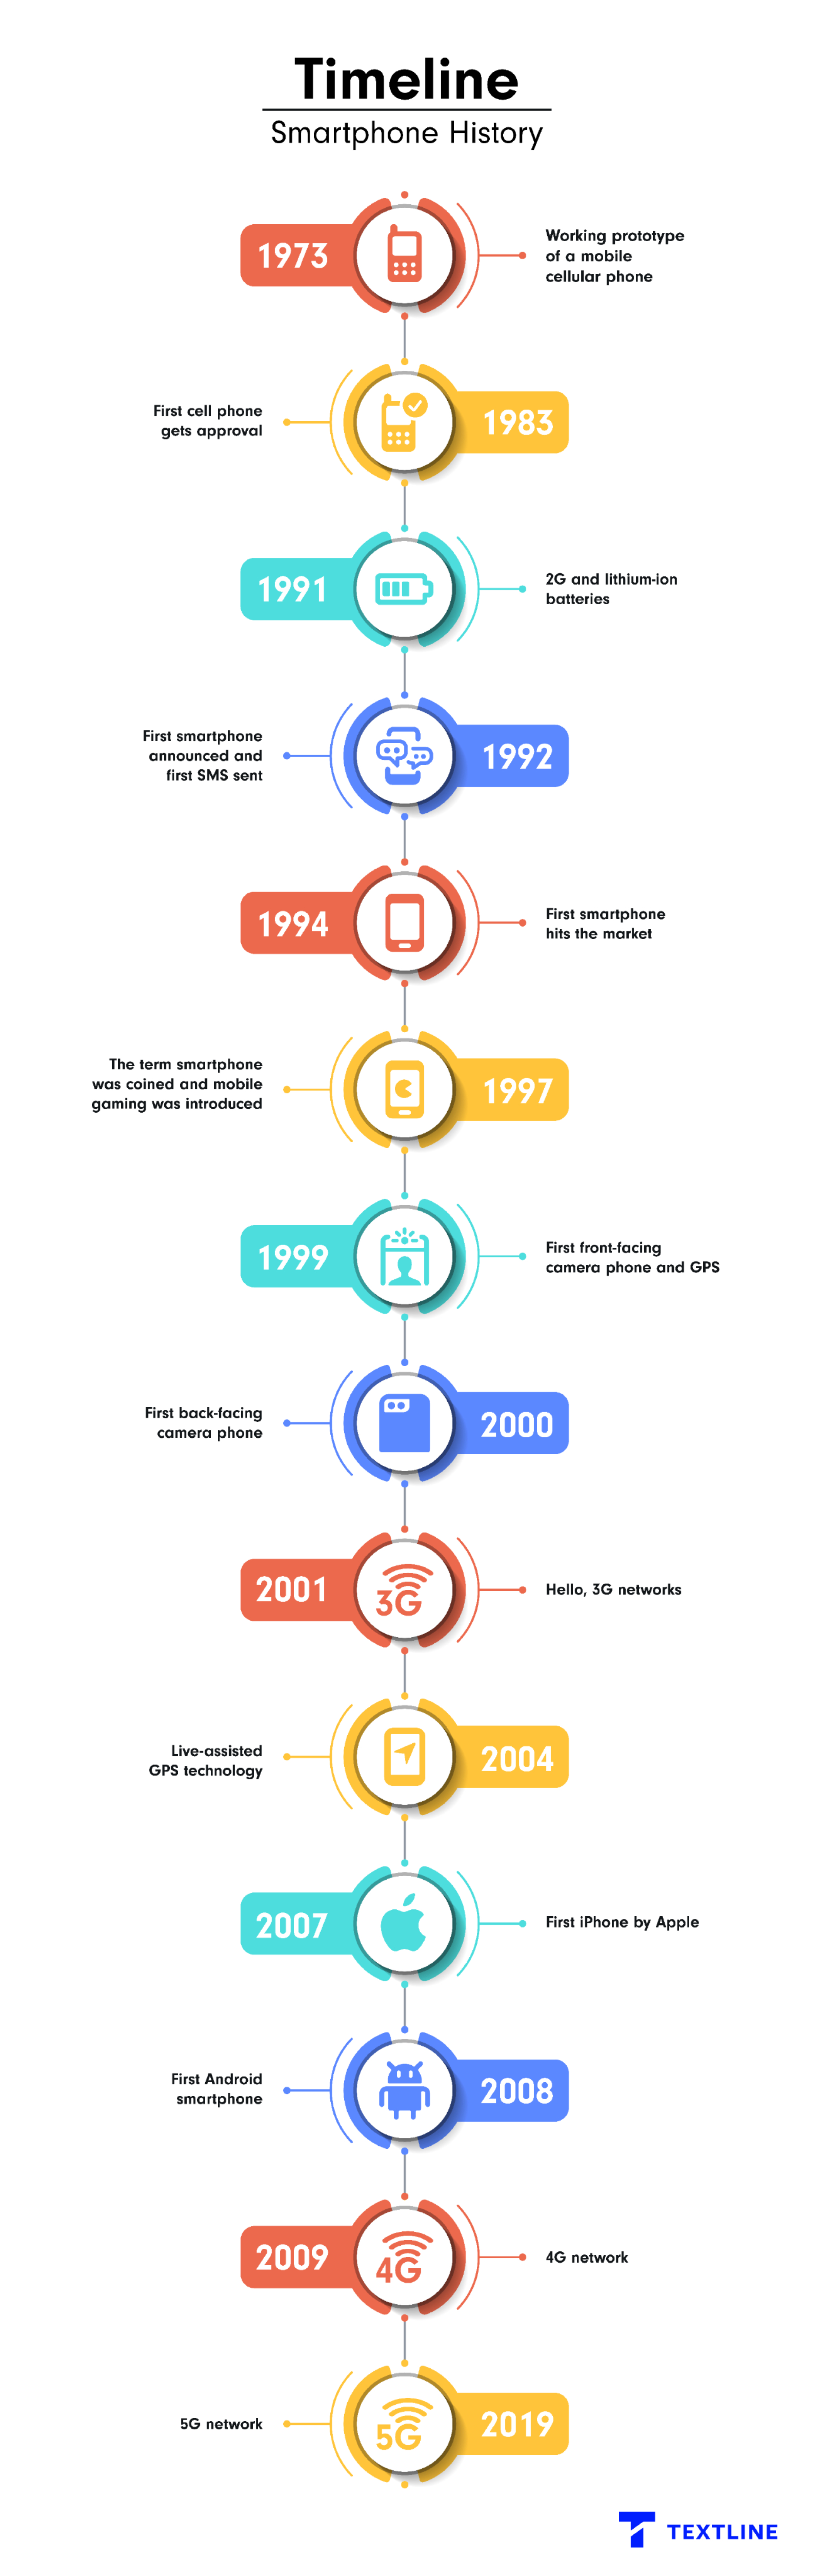 Timeline
Smartphone History
1973
Working prototype
of a mobile
cellular phone
First cell phone
gets approval
1983
1991
2G and lithium-ion
batteries
First smartphone
announced and
first SMS sent
1992
1994
First smartphone
hits the market
The term smartphone
was coined and mobile
gaming was introduced
1997
1999
First front-facing
camera phone and GPS
First back-facing
camera phone
2000
2001
3G
Hello, 3G networks
Live-assisted
GPS technology
2004
2007
First iPhone by Apple
First Android
smartphone
2008
2009
4G
4G network
5G network
5G
2019
TEXTLINE